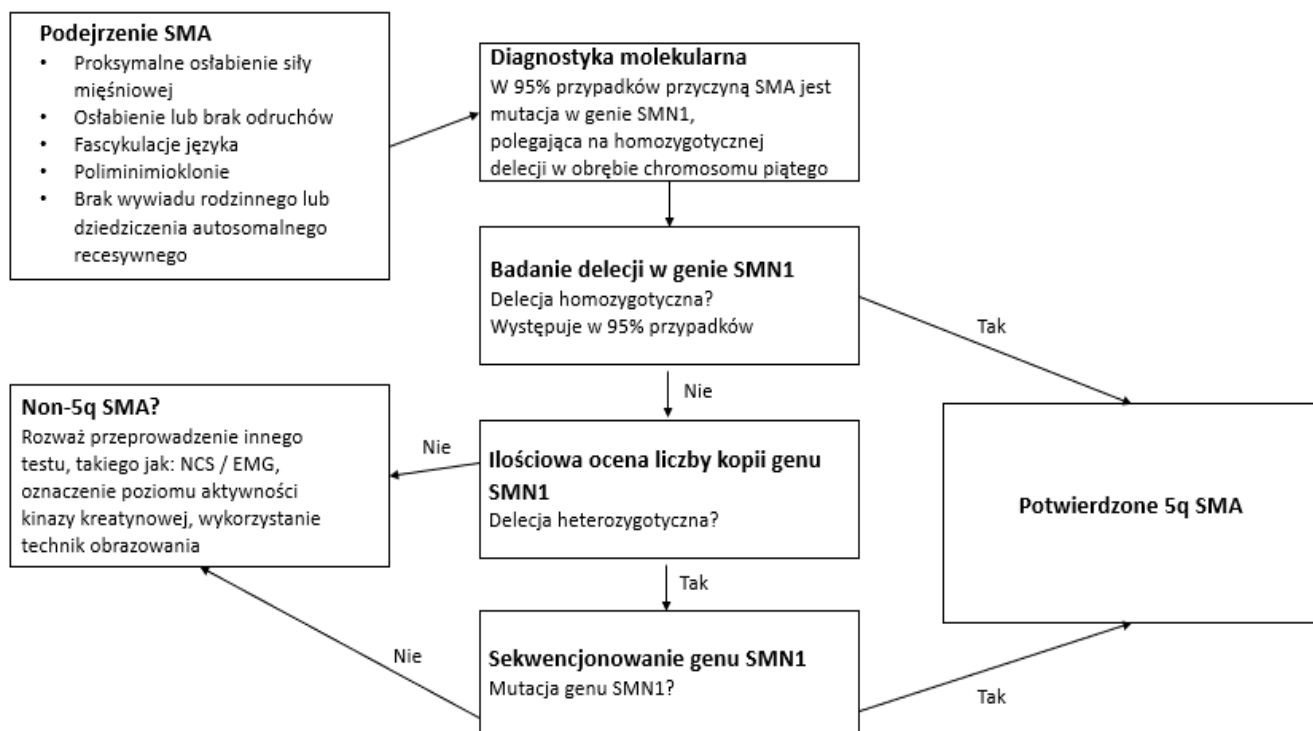 Podejrzenie SMA
• Proksymalne osłabienie siły
mięśniowej
• Osłabienie lub brak odruchów
• Fascykulacje języka
• Poliminimioklonie
• Brak wywiadu rodzinnego lub
dziedziczenia autosomalnego
recesywnego
Diagnostyka molekularna
W 95% przypadków przyczyną SMA jest
mutacja w genie SMN1,
polegająca na homozygotycznej
delecji w obrębie chromosomu piątego
Badanie delecji w genie SMN1
Delecja homozygotyczna?
Występuje w 95% przypadków
Tak
Nie
Non-5q SMA?
Rozważ przeprowadzenie innego
testu, takiego jak: NCS / EMG,
oznaczenie poziomu aktywności
kinazy kreatynowej, wykorzystanie
technik obrazowania
Nie
Ilościowa ocena liczby kopii genu
SMN1
Delecja heterozygotyczna?
Potwierdzone 5q SMA
Tak
Nie
Sekwencjonowanie genu SMN1
Mutacja genu SMN1?
Tak